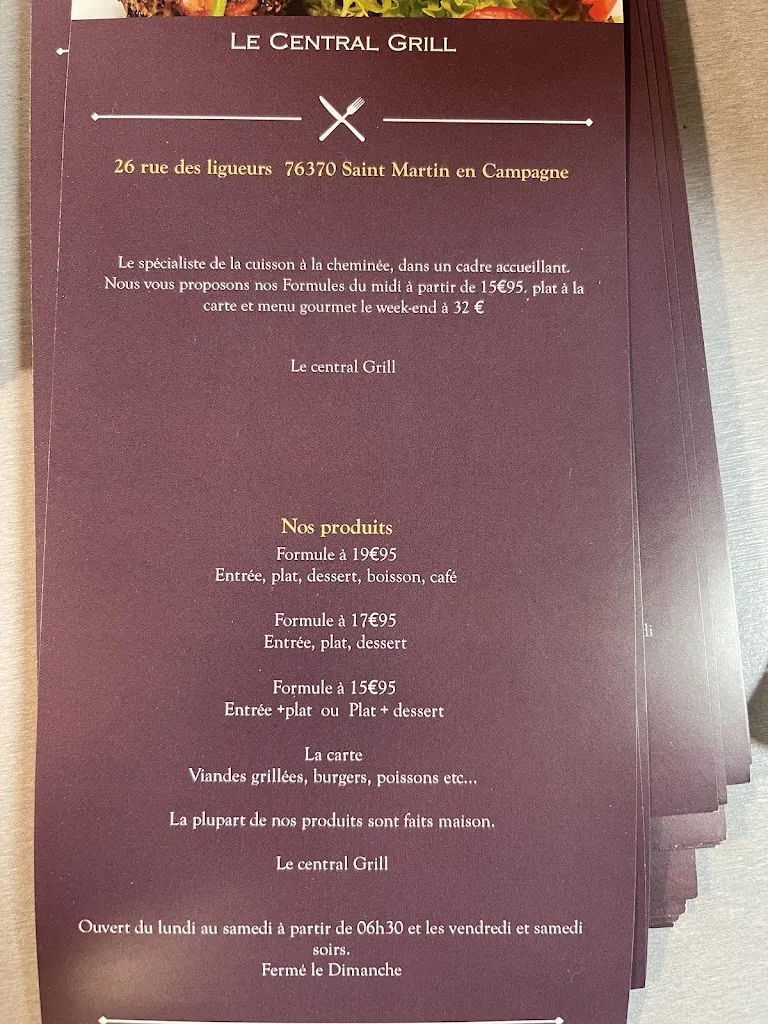 LE CENTRAL GRILL
26 rue des ligueurs 76370 Saint Martin en Campagne
Le spécialiste de la cuisson à la cheminée, dans un cadre accueillant.
Nous vous proposons nos Formules du midi à partir de 15€95, plat à la
carte et menu gourmet le week-end à 32 €
Le central Grill
Nos produits
Formule à 19€95
Entrée, plat, dessert, boisson, café
Formule à 17€95
Entrée, plat, dessert
Formule à 15€95
Entrée +plat ou Plat + dessert
La carte
Viandes grillées, burgers, poissons etc...
La plupart de nos produits sont faits maison.
Le central Grill
Ouvert du lundi au samedi à partir de 06h30 et les vendredi et samedi
soirs.
Fermé le Dimanche